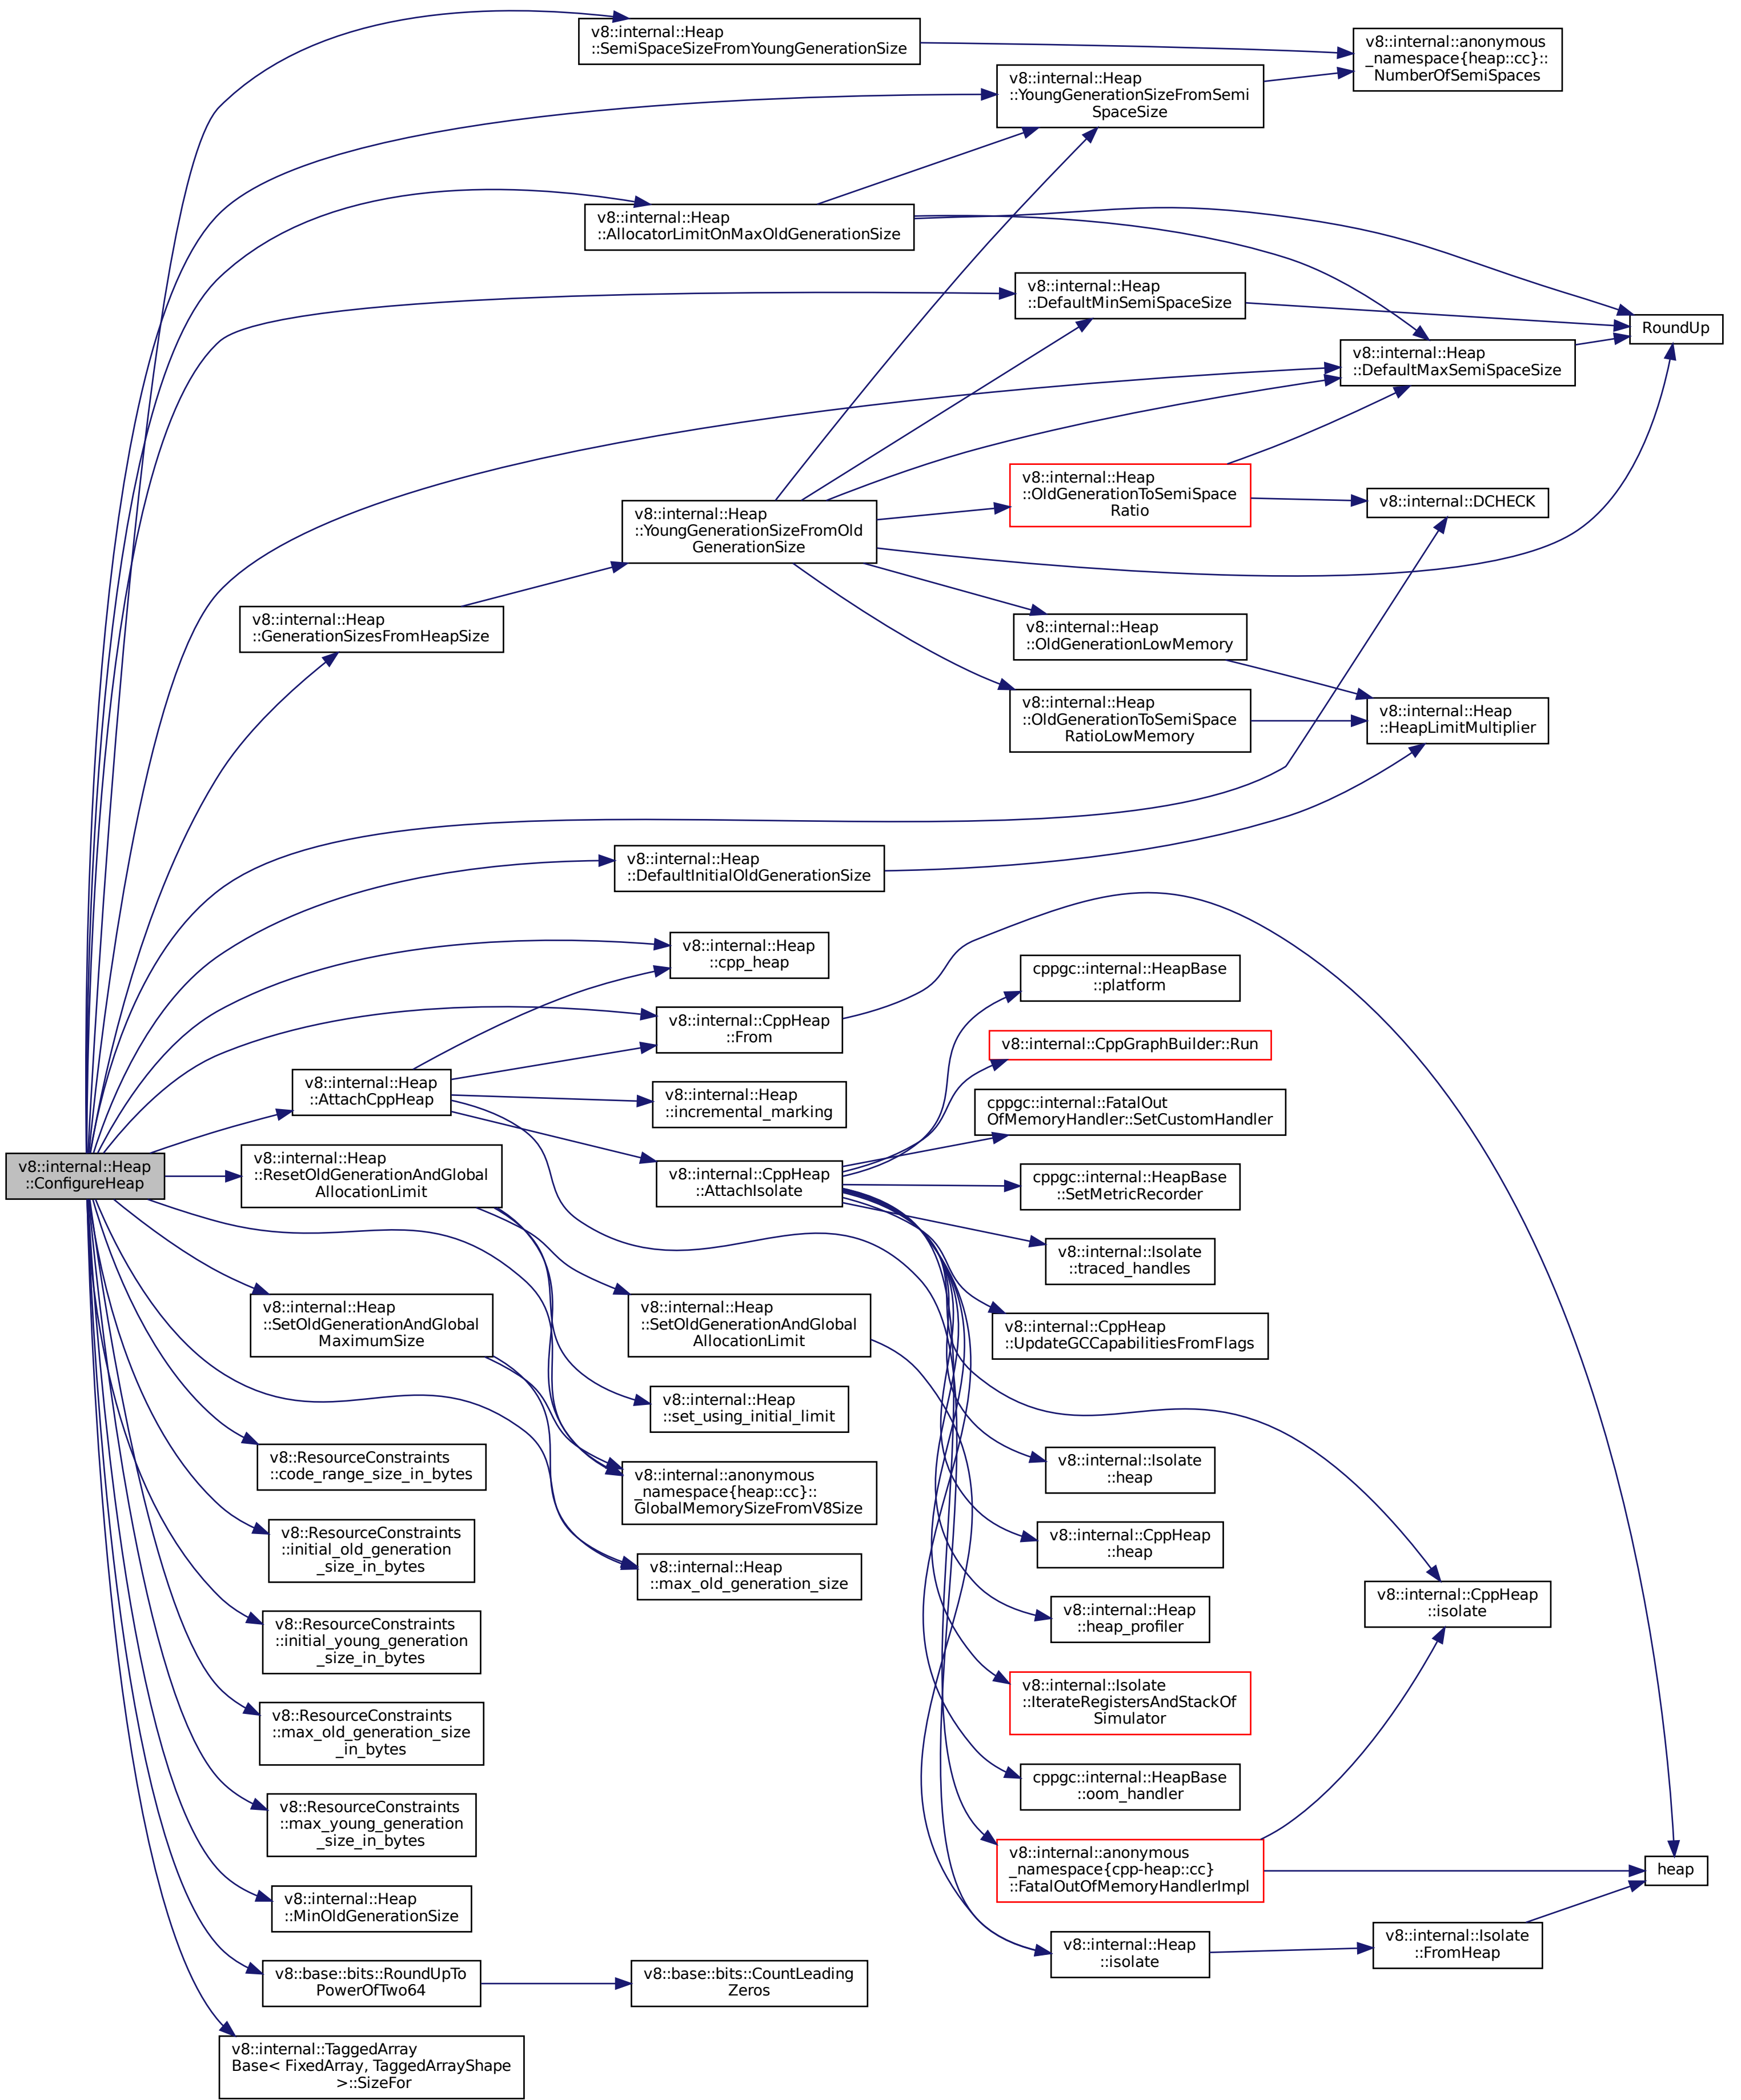 v8::internal::Heap
::SemiSpaceSizeFromYoungGenerationSize
v8::internal::anonymous
_namespace{heap::cc}::
NumberOfSemiSpaces
v8::internal::Heap
::YoungGenerationSizeFromSemi
SpaceSize
v8::internal::Heap
::AllocatorLimitOnMaxOldGenerationSize
v8::internal::Heap
::DefaultMinSemiSpaceSize
RoundUp
v8::internal::Heap
::DefaultMaxSemiSpaceSize
v8::internal::Heap
::OldGenerationToSemiSpace
Ratio
v8::internal::DCHECK
v8::internal::Heap
::YoungGenerationSizeFromOld
GenerationSize
v8::internal::Heap
::GenerationSizesFromHeapSize
v8::internal::Heap
::OldGenerationLowMemory
v8::internal::Heap
::OldGenerationToSemiSpace
RatioLowMemory
v8::internal::Heap
::HeapLimitMultiplier
v8::internal::Heap
::DefaultInitialOldGenerationSize
v8::internal::Heap
::cpp_heap
cppgc::internal::HeapBase
::platform
v8::internal::CppHeap
::From
v8::internal::CppGraphBuilder::Run
v8::internal::Heap
::AttachCppHeap
v8::internal::Heap
::incremental_marking
cppgc::internal::FatalOut
OfMemoryHandler::SetCustomHandler
v8::internal::Heap
::ConfigureHeap
v8::internal::Heap
::ResetOldGenerationAndGlobal
AllocationLimit
v8::internal::CppHeap
::AttachIsolate
cppgc::internal::HeapBase
::SetMetricRecorder
v8::internal::Isolate
::traced_handles
v8::internal::Heap
::SetOldGenerationAndGlobal
MaximumSize
v8::internal::Heap
::SetOldGenerationAndGlobal
AllocationLimit
v8::internal::CppHeap
::UpdateGCCapabilitiesFromFlags
v8::internal::Heap
::set_using_initial_limit
v8::ResourceConstraints
::code_range_size_in_bytes
v8::internal::anonymous
_namespace{heap::cc}::
GlobalMemorySizeFromV8Size
v8::internal::Isolate
::heap
v8::ResourceConstraints
::initial_old_generation
_size_in_bytes
v8::internal::CppHeap
::heap
v8::internal::Heap
::max_old_generation_size
v8::internal::CppHeap
::isolate
v8::ResourceConstraints
::initial_young_generation
_size_in_bytes
v8::internal::Heap
::heap_profiler
v8::internal::Isolate
::IterateRegistersAndStackOf
Simulator
v8::ResourceConstraints
::max_old_generation_size
_in_bytes
cppgc::internal::HeapBase
::oom_handler
v8::ResourceConstraints
::max_young_generation
_size_in_bytes
v8::internal::anonymous
_namespace{cpp-heap::cc}
::FatalOutOfMemoryHandlerImpl
heap
v8::internal::Heap
::MinOldGenerationSize
v8::internal::Heap
::isolate
v8::internal::Isolate
::FromHeap
v8::base::bits::RoundUpTo
PowerOfTwo64
v8::base::bits::CountLeading
Zeros
v8::internal::TaggedArray
Base< FixedArray, TaggedArrayShape
>::SizeFor